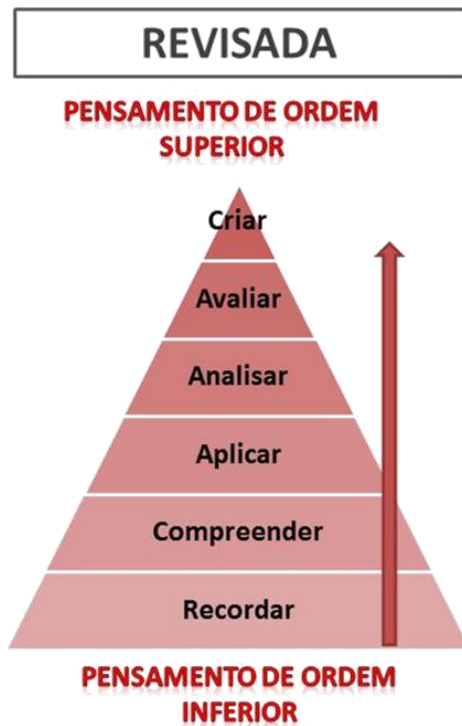 REVISADA
PENSAMENTO DE ORDEM
SUPERIOR
Criar
Avaliar
Analisar
Aplicar
Compreender
Recordar
PENSAMENTO DE ORDEM
INFERIOR